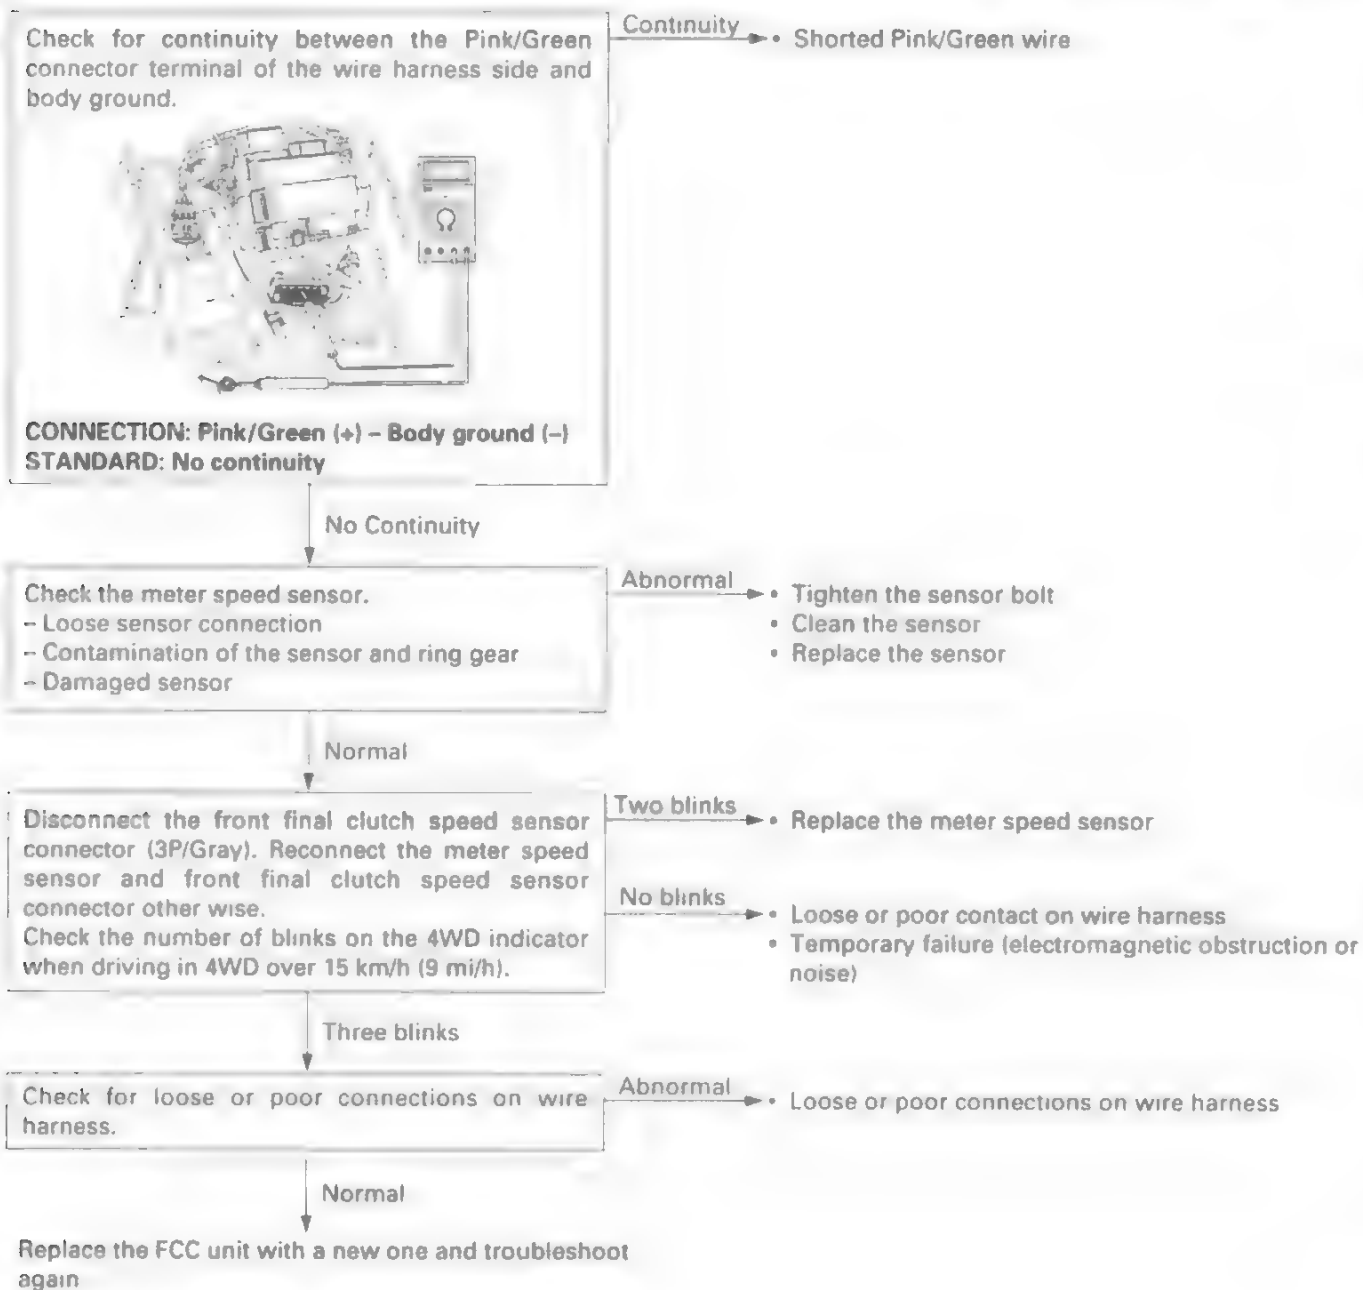 Check for continuity between the Pink/Green
connector terminal of the wire harness side and
body ground.
Continuity
• Shorted Pink/Green wire
CONNECTION: Pink/Green (+) – Body ground (–)
STANDARD: No continuity
No Continuity
Check the meter speed sensor.
– Loose sensor connection
– Contamination of the sensor and ring gear
– Damaged sensor
Abnormal
• Tighten the sensor bolt
• Clean the sensor
• Replace the sensor
Normal
Disconnect the front final clutch speed sensor
connector (3P/Gray). Reconnect the meter speed
sensor and front final clutch speed sensor
connector other wise.
Check the number of blinks on the 4WD indicator
when driving in 4WD over 15 km/h (9 mi/h).
Two blinks
• Replace the meter speed sensor
No blinks
• Loose or poor contact on wire harness
• Temporary failure (electromagnetic obstruction or
noise)
Three blinks
Check for loose or poor connections on wire
harness.
Abnormal
• Loose or poor connections on wire harness
Normal
Replace the FCC unit with a new one and troubleshoot
again